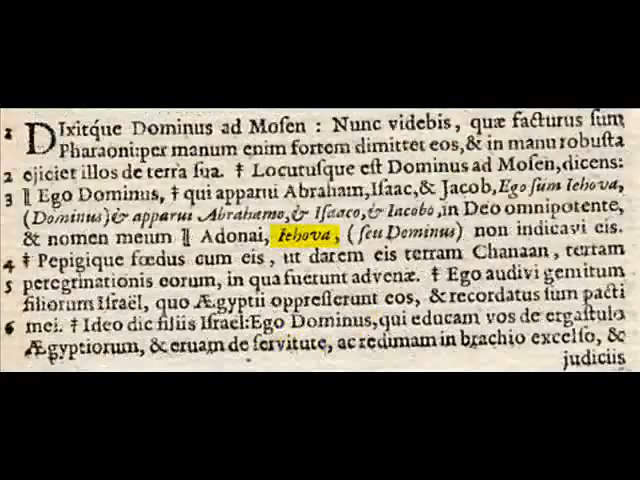 1 DIxitq́ue Dominus ad Moſen : Nunc videbis, quæ facturus ſum
Pharaoni: per manum enim fortem dimittet eos, & in manu robuſta
2 ejiciet illos de terra ſua. ‡ Locutuſque eſt Dominus ad Moſen, dicens:
3 ⟧ Ego Dominus, ‡ qui apparui Abraham, Iſaac, & Jacob, Ego ſum Iehova,
(Dominus) & apparui Abrahamo, & Iſaaco, & Iacobo, in Deo omnipotente,
& nomen meum ⟧ Adonai, Iehova, (ſeu Dominus) non indicavi eis.
4 ‡ Pepigique fœdus cum eis, ut darem eis terram Chanaan, terram
5 peregrinationis eorum, in qua fuerunt advenæ. ‡ Ego audivi gemitum
filiorum Iſraël, quo Ægyptii oppreſſerunt eos, & recordatus ſum pacti
6 mei. ‡ Ideo dic filiis Iſrael: Ego Dominus, qui educam vos de ergaſtulo
Ægyptiorum, & eruam de ſervitute, ac redimam in brachio excelſo, &
judiciis